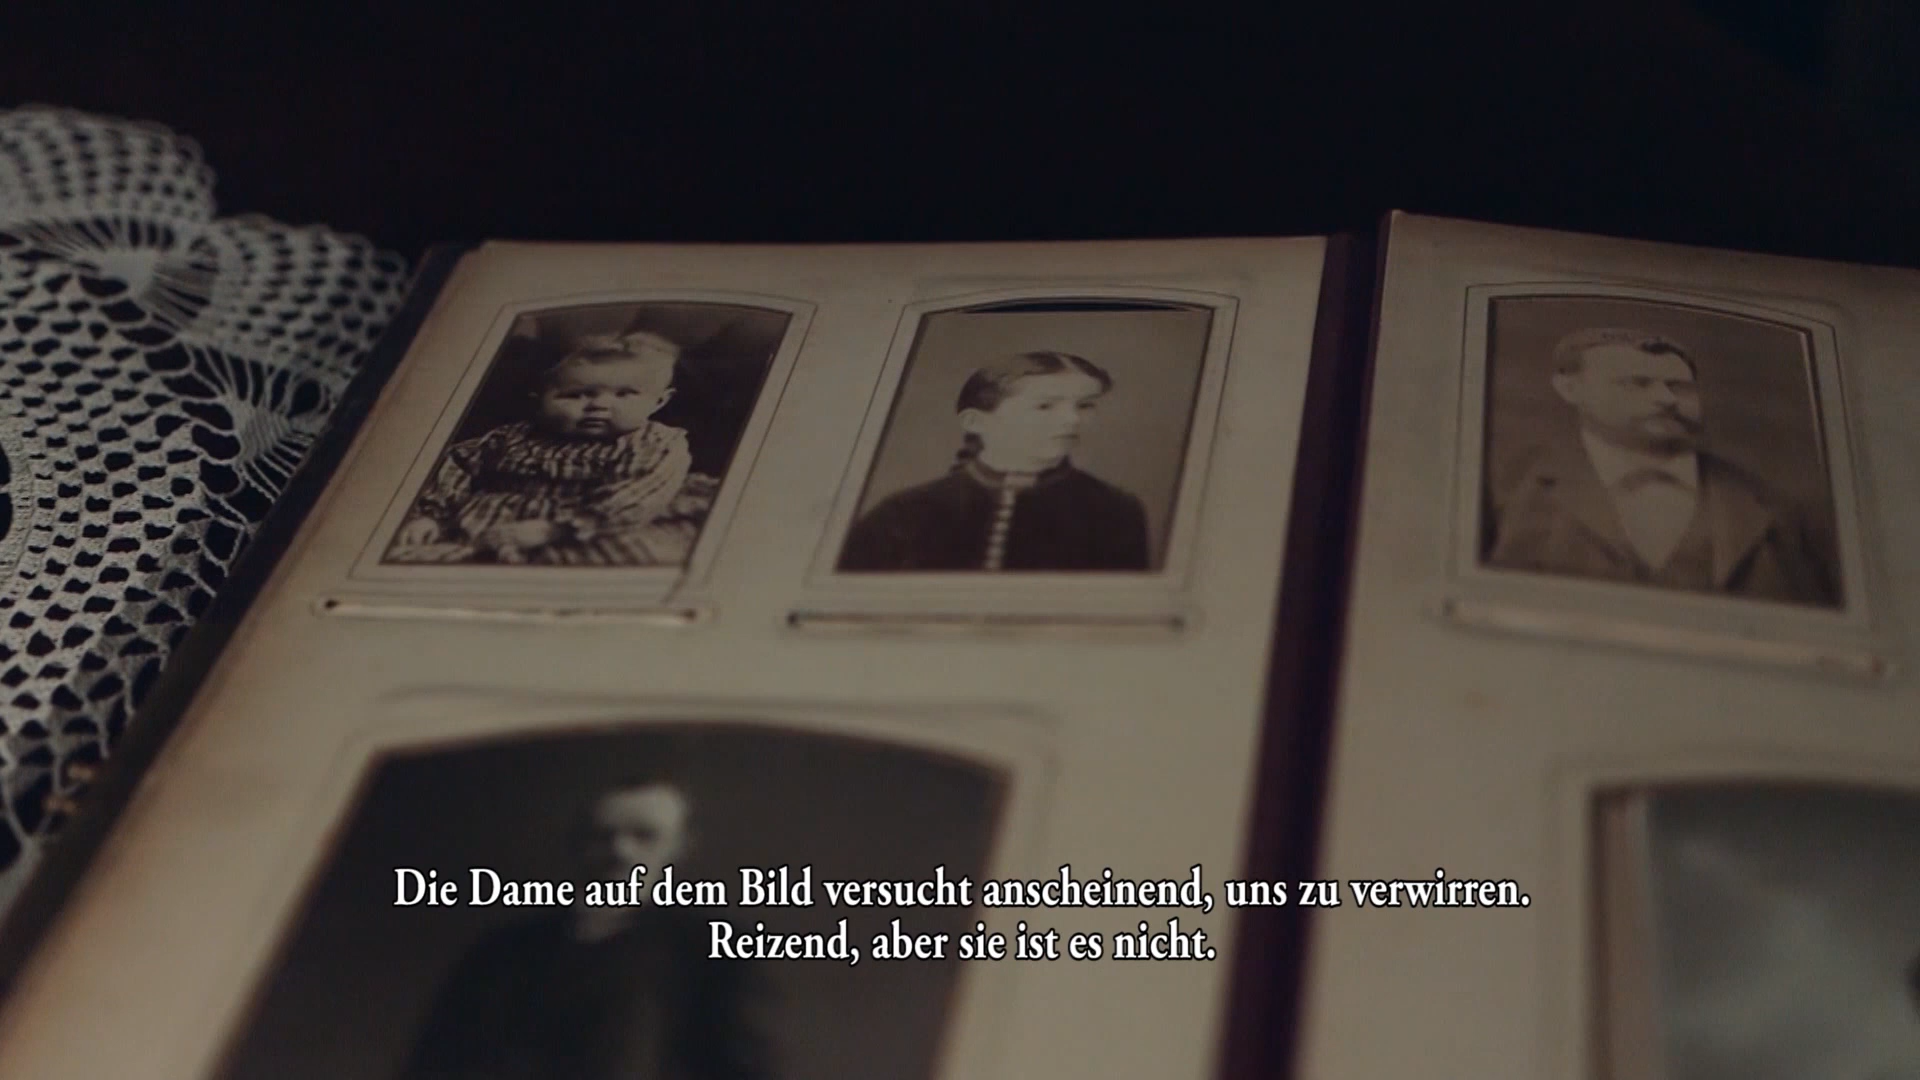 Die Dame auf dem Bild versucht anscheinend, uns zu verwirren.
Reizend, aber sie ist es nicht.